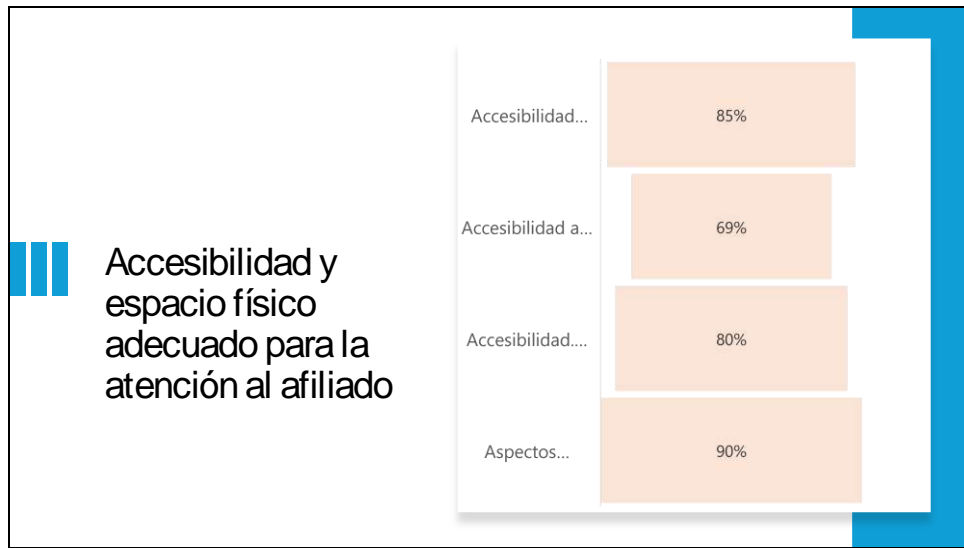 Accesibilidad y
espacio físico
adecuado para la
atención al afiliado
Accesibilidad...
85%
Accesibilidad a...
69%
Accesibilidad....
80%
Aspectos...
90%